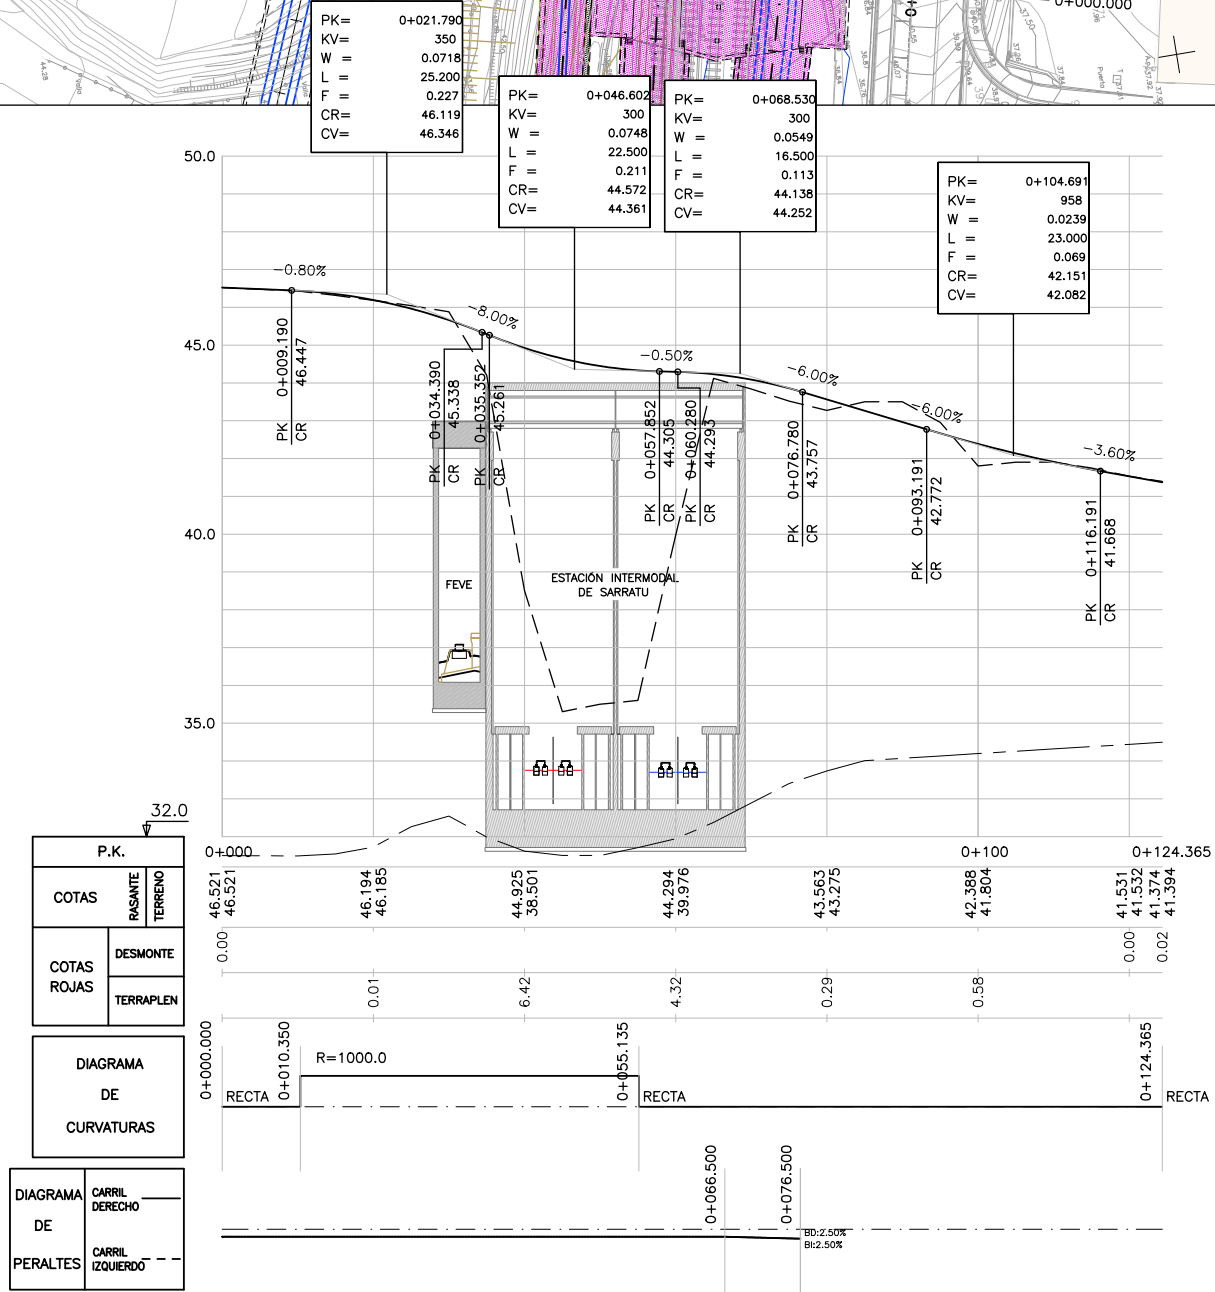 PK= 0+021.790
KV= 350
W = 0.0718
L = 25.200
F = 0.227
CR= 46.119
CV= 46.346
PK= 0+046.602
KV= 300
W = 0.0748
L = 22.500
F = 0.211
CR= 44.572
CV= 44.361
PK= 0+068.530
KV= 300
W = 0.0549
L = 16.500
F = 0.113
CR= 44.138
CV= 44.252
PK= 0+104.691
KV= 958
W = 0.0239
L = 23.000
F = 0.069
CR= 42.151
CV= 42.082
0+000.000
44.28
Valla
Puerta
37.50
50.0
45.0
40.0
35.0
32.0
-0.80%
-8.00%
-0.50%
-6.00%
-6.00%
-3.60%
PK 0+009.190
CR 46.447
PK 0+034.390
CR 45.338
PK 0+035.352
CR 45.261
PK 0+057.852
CR 44.305
PK 0+060.280
CR 44.293
PK 0+076.780
CR 43.757
PK 0+093.191
CR 42.772
PK 0+116.191
CR 41.668
FEVE
ESTACIÓN INTERMODAL
DE SARRATU
P.K.
0+000
0+100
0+124.365
COTAS
RASANTE
TERRENO
46.521
46.521
46.194
46.185
44.925
38.501
44.294
39.976
43.563
43.275
42.388
41.804
41.531
41.532
41.374
41.394
COTAS
ROJAS
DESMONTE
0.00
0.00
0.02
TERRAPLEN
0.01
6.42
4.32
0.29
0.58
DIAGRAMA
DE
CURVATURAS
0+000.000
RECTA
0+010.350
R=1000.0
0+055.135
RECTA
0+124.365
RECTA
DIAGRAMA
DE
PERALTES
CARRIL
DERECHO
CARRIL
IZQUIERDO
0+066.500
0+076.500
BD:2.50%
BI:2.50%